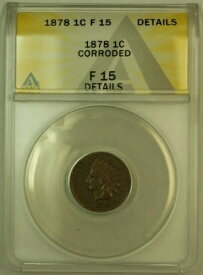 1878 1C F 15 DETAILS
1878 1C
CORRODED
F 15
DETAILS